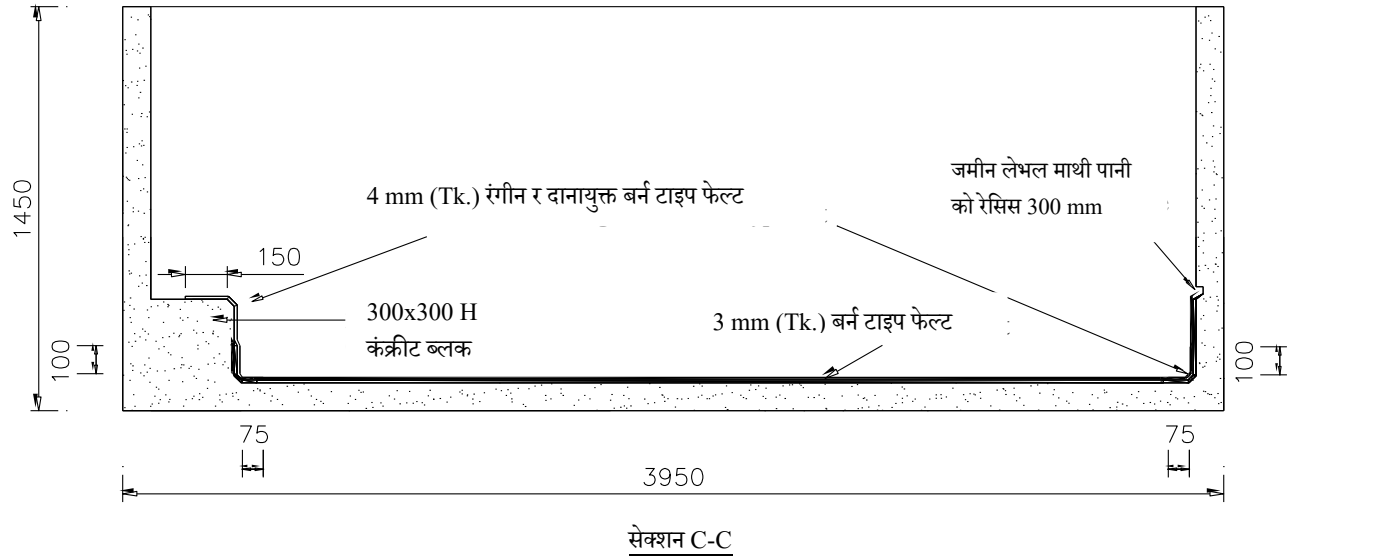 1450
4 mm (Tk.) रंगीन र दानायुक्त बर्न टाइप फेल्ट
जमीन लेभल माथी पानी
को रेसिस 300 mm
150
300x300 H
कंक्रीट ब्लक
3 mm (Tk.) बर्न टाइप फेल्ट
100
100
75
75
3950
सेक्शन C-C